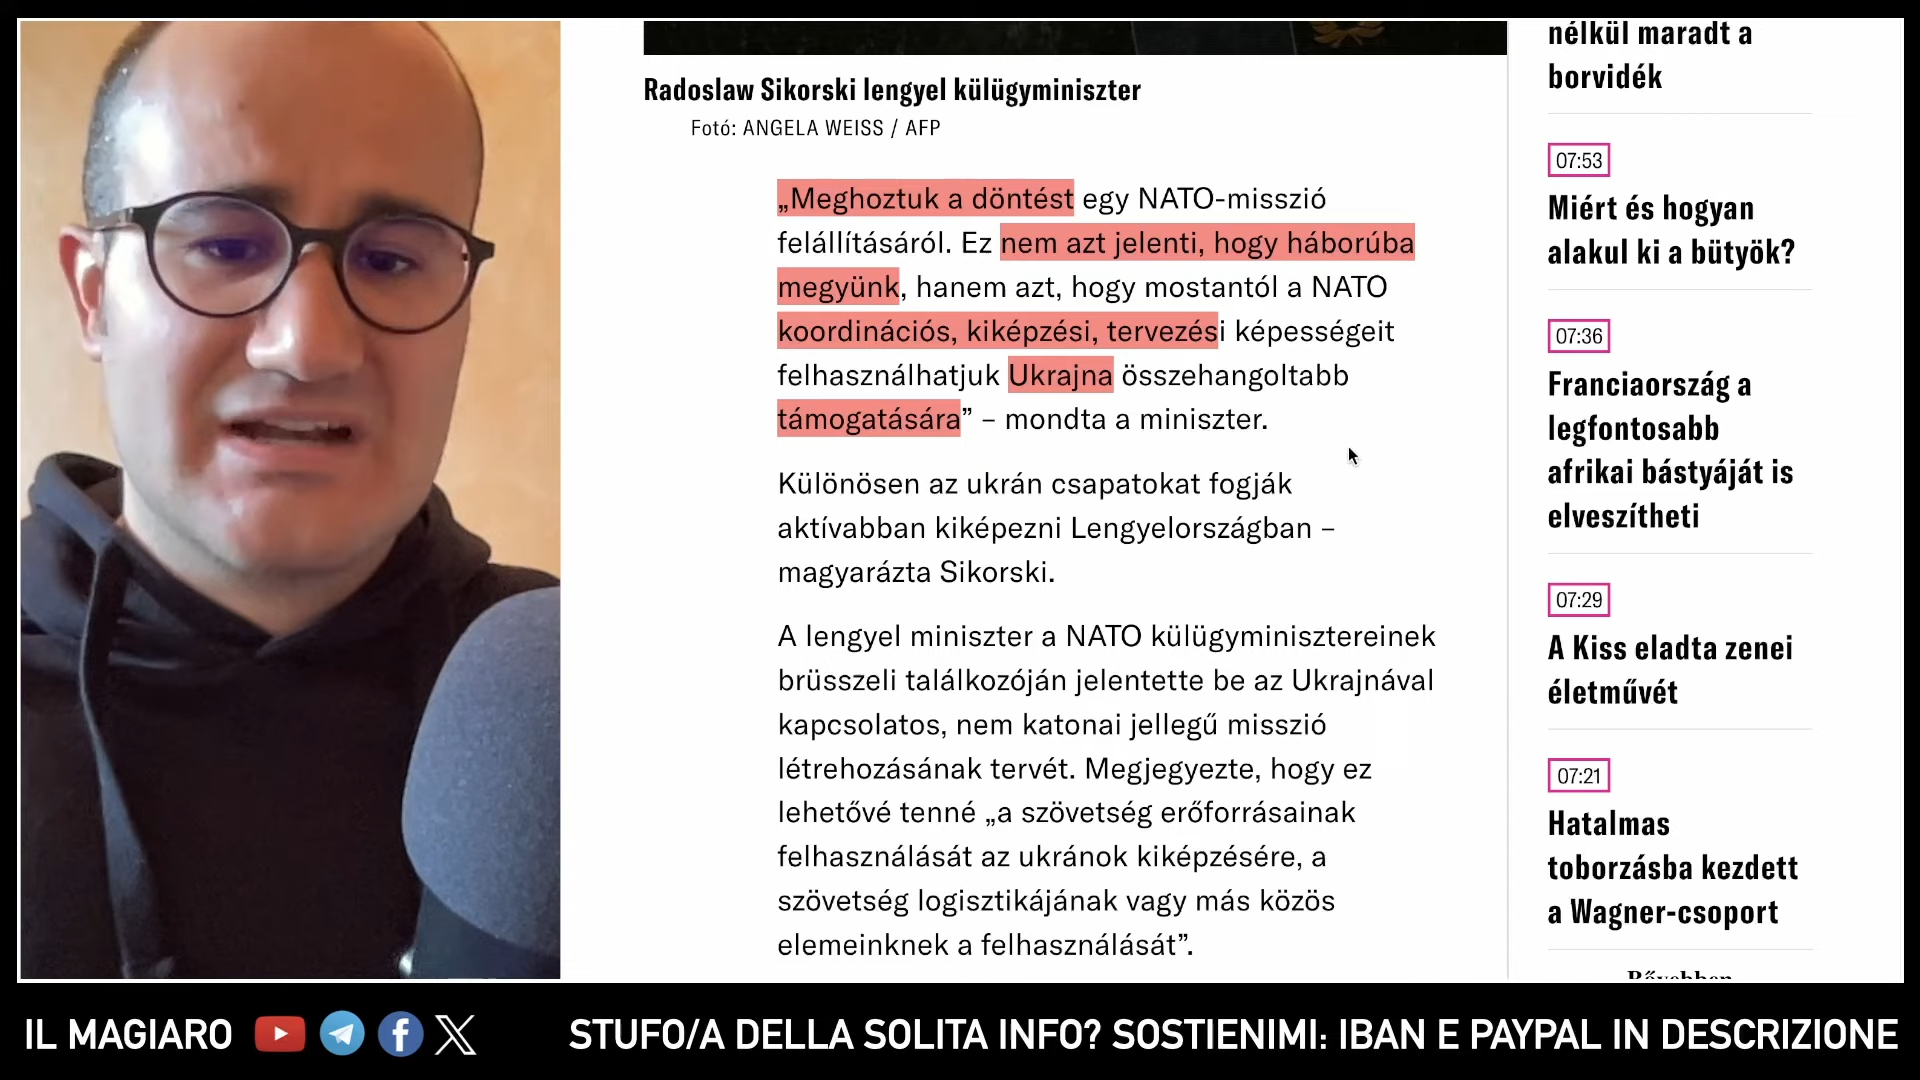 Radoslaw Sikorski lengyel külügyminiszter
Fotó: ANGELA WEISS / AFP
„Meghoztuk a döntést egy NATO-misszió
felállításáról. Ez nem azt jelenti, hogy háborúba
megyünk, hanem azt, hogy mostantól a NATO
koordinációs, kiképzési, tervezési képességeit
felhasználhatjuk Ukrajna összehangoltabb
támogatására” – mondta a miniszter.
Különösen az ukrán csapatokat fogják
aktívabban kiképezni Lengyelországban –
magyarázta Sikorski.
A lengyel miniszter a NATO külügyminisztereinek
brüsszeli találkozóján jelentette be az Ukrajnával
kapcsolatos, nem katonai jellegű misszió
létrehozásának tervét. Megjegyezte, hogy ez
lehetővé tenné „a szövetség erőforrásainak
felhasználását az ukránok kiképzésére, a
szövetség logisztikájának vagy más közös
elemeinknek a felhasználását”.
nélkül maradt a
borvidék
07:53
Miért és hogyan
alakul ki a bütyök?
07:36
Franciaország a
legfontosabb
afrikai bástyáját is
elveszítheti
07:29
A Kiss eladta zenei
életművét
07:21
Hatalmas
toborzásba kezdett
a Wagner-csoport
Bővebben
IL MAGIARO
STUFO/A DELLA SOLITA INFO? SOSTIENIMI: IBAN E PAYPAL IN DESCRIZIONE